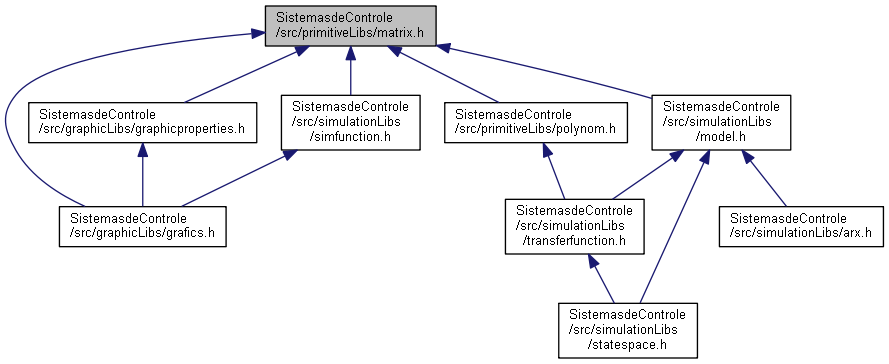 SistemasdeControle
/src/primitiveLibs/matrix.h
SistemasdeControle
/src/graphicLibs/graphicproperties.h
SistemasdeControle
/src/simulationLibs
/simfunction.h
SistemasdeControle
/src/primitiveLibs/polynom.h
SistemasdeControle
/src/simulationLibs
/model.h
SistemasdeControle
/src/graphicLibs/grafics.h
SistemasdeControle
/src/simulationLibs
/transferfunction.h
SistemasdeControle
/src/simulationLibs/arx.h
SistemasdeControle
/src/simulationLibs
/statespace.h